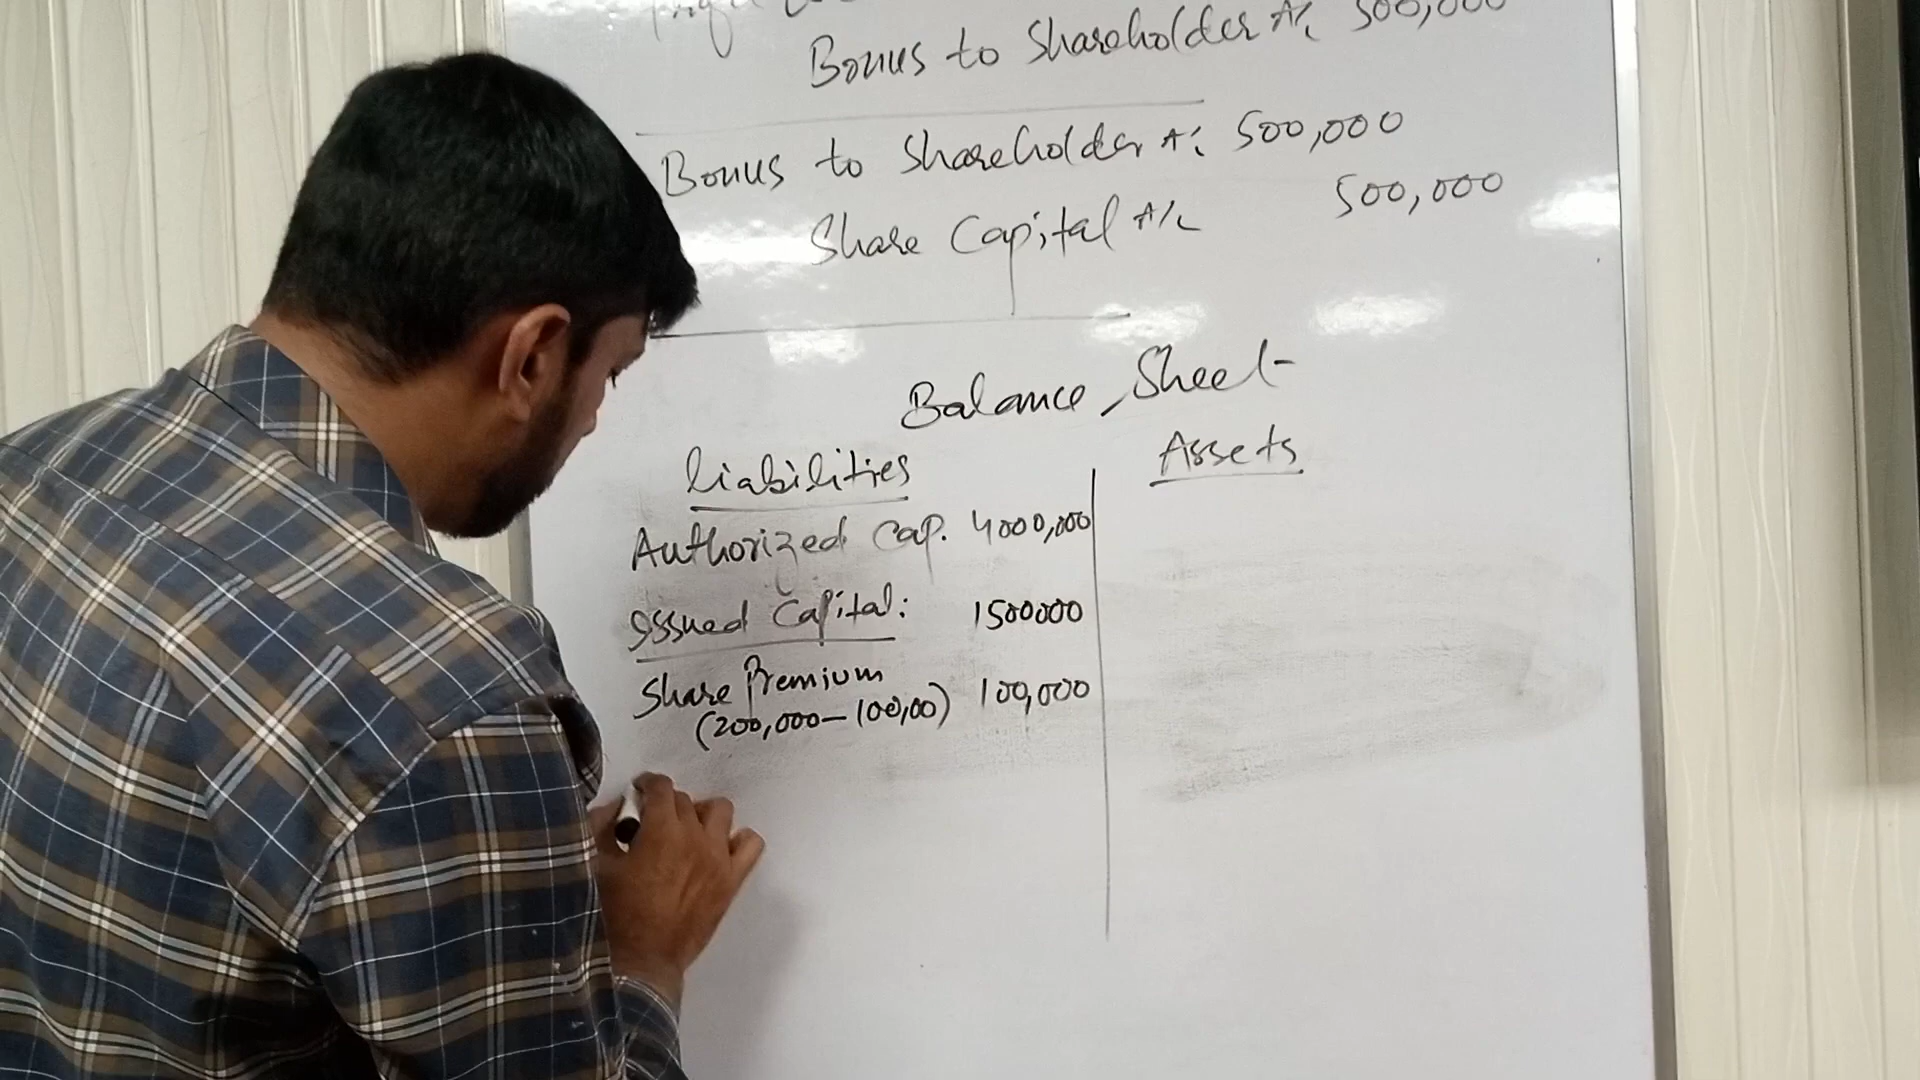 Bonus to Shareholder A/c 500,000
Bonus to Shareholder A/c 500,000
Share Capital A/c 500,000
Balance Sheet
Liabilities
Assets
Authorized Cap. 4000,000
Issued Capital: 1500000
Share Premium
(200,000-100,00) 100,000